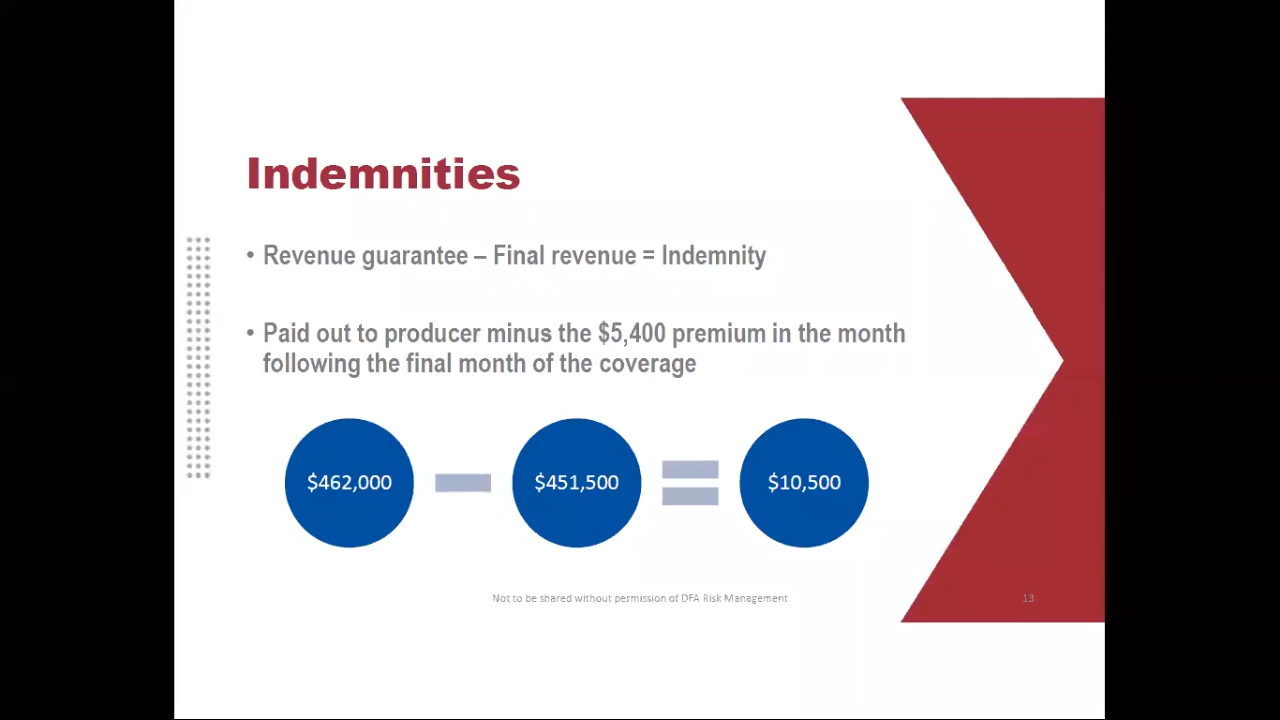 Indemnities
• Revenue guarantee – Final revenue = Indemnity
• Paid out to producer minus the $5,400 premium in the month
following the final month of the coverage
$462,000
$451,500
$10,500
Not to be shared without permission of DFA Risk Management
13